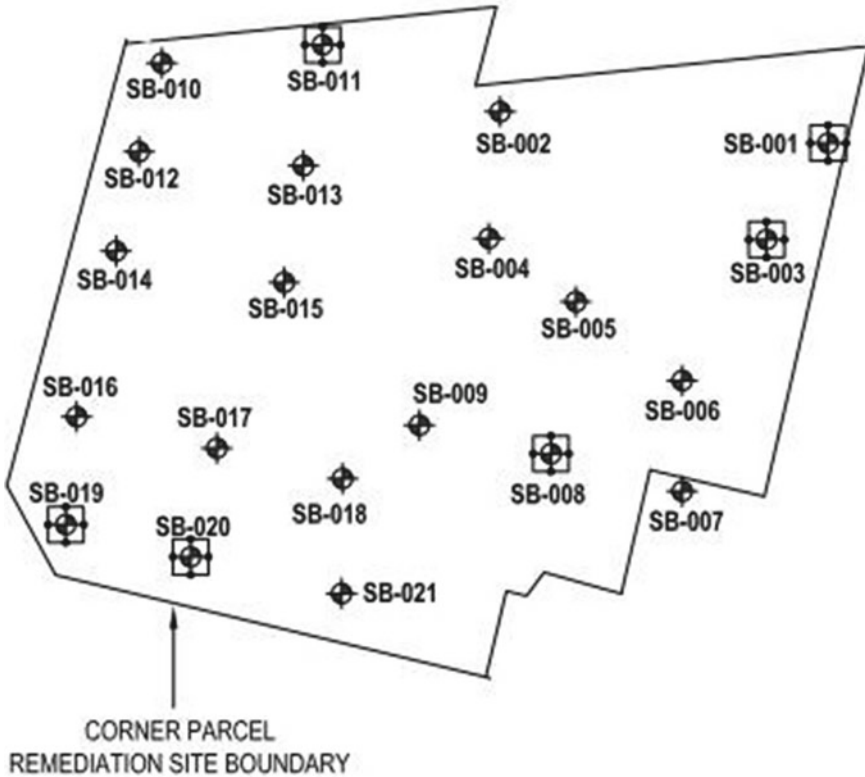 SB-010
SB-011
SB-002
SB-001
SB-012
SB-013
SB-014
SB-004
SB-003
SB-015
SB-005
SB-016
SB-009
SB-006
SB-017
SB-019
SB-018
SB-008
SB-007
SB-020
SB-021
CORNER PARCEL
REMEDIATION SITE BOUNDARY